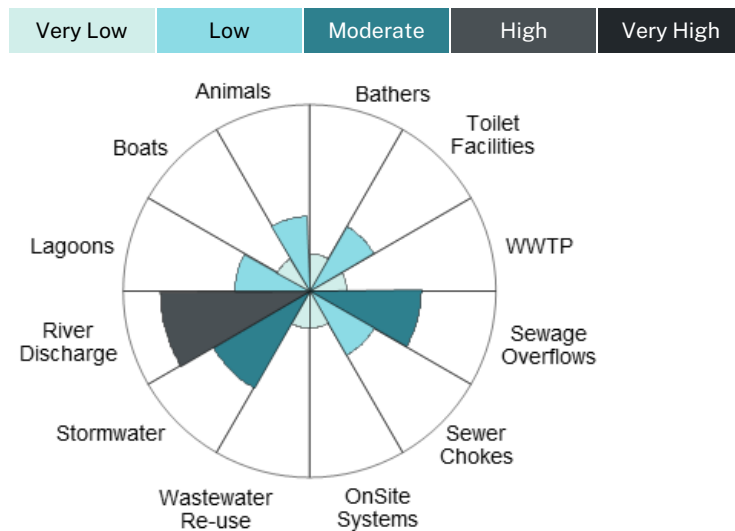 Very Low
Low
Moderate
High
Very High
Animals
Bathers
Toilet
Facilities
Boats
Lagoons
WWTP
River
Discharge
Sewage
Overflows
Stormwater
Sewer
Chokes
Wastewater
Re-use
OnSite
Systems